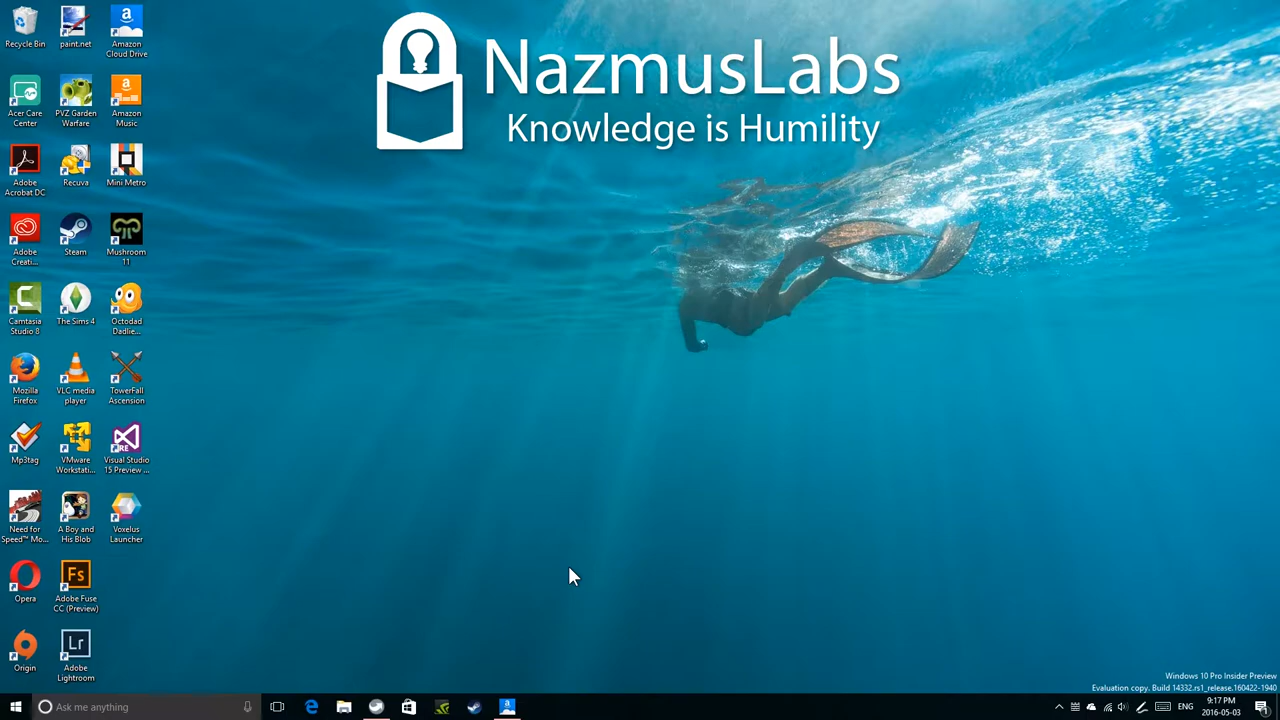 NazmusLabs
Knowledge is Humility
Recycle Bin
paint.net
Amazon
Cloud Drive
Acer Care
Center
PVZ Garden
Warfare
Amazon
Music
Adobe
Acrobat DC
Recuva
Mini Metro
Adobe
Creati...
Steam
Mushroom
11
Camtasia
Studio 8
The Sims 4
Octodad
Dadlie...
Mozilla
Firefox
VLC media
player
TowerFall
Ascension
Mp3tag
VMware
Workstati...
Visual Studio
15 Preview ...
Need for
Speed™ Mo...
A Boy and
His Blob
Voxelus
Launcher
Opera
Fs
Adobe Fuse
CC (Preview)
Origin
Lr
Adobe
Lightroom
Windows 10 Pro Insider Preview
Evaluation copy. Build 14332.rs1_release.160422-1940
Ask me anything
ENG
9:17 PM
2016-05-03
1